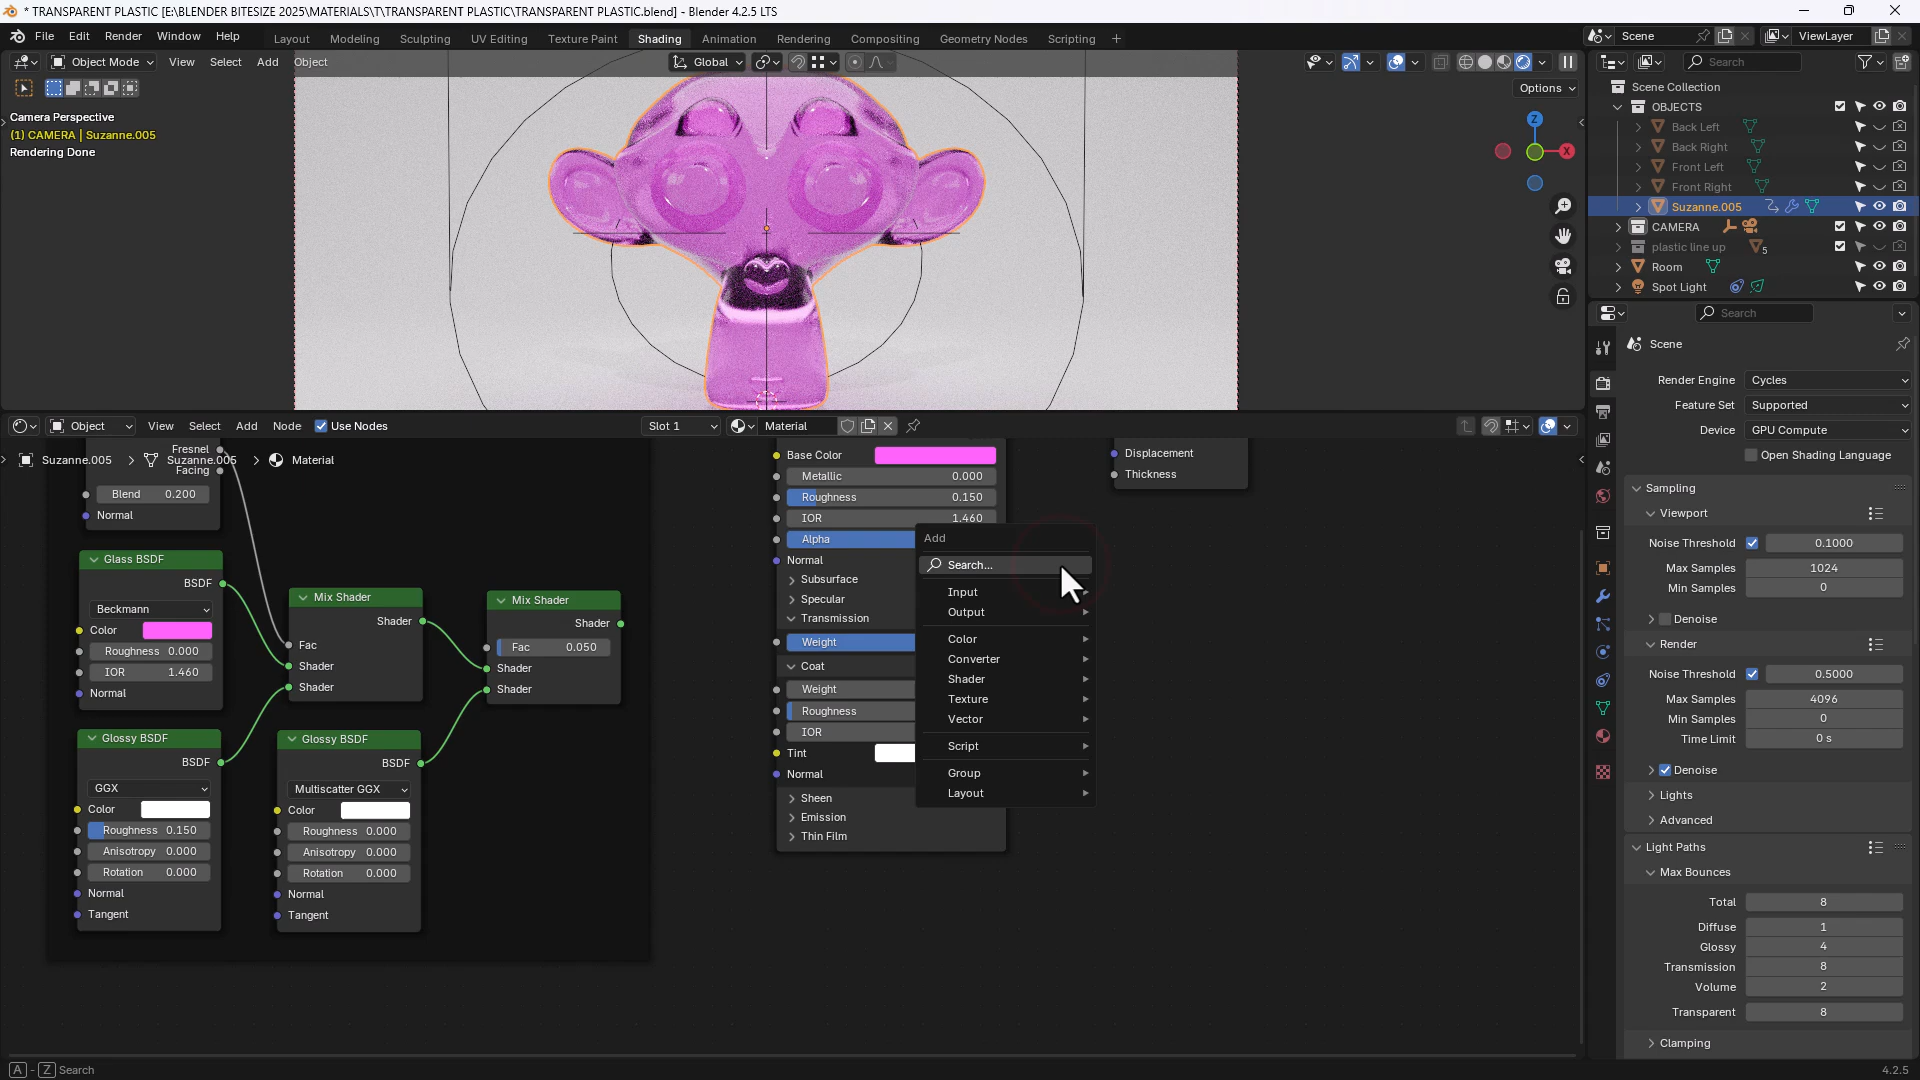 * TRANSPARENT PLASTIC [E:\BLENDER BITESIZE 2025\MATERIALS\T\TRANSPARENT PLASTIC\TRANSPARENT PLASTIC.blend] - Blender 4.2.5 LTS
File Edit Render Window Help Layout Modeling Sculpting UV Editing Texture Paint Shading Animation Rendering Compositing Geometry Nodes Scripting +
Scene ViewLayer
Object Mode View Select Add Object
Global
Search
Options
Camera Perspective
(1) CAMERA | Suzanne.005
Rendering Done
Z
X
Scene Collection
OBJECTS
Back Left
Back Right
Front Left
Front Right
Suzanne.005
CAMERA
plastic line up 5
Room
Spot Light
Search
Scene
Render Engine Cycles
Feature Set Supported
Device GPU Compute
Open Shading Language
Sampling
Viewport
Noise Threshold 0.1000
Max Samples 1024
Min Samples 0
Denoise
Render
Noise Threshold 0.5000
Max Samples 4096
Min Samples 0
Time Limit 0 s
Denoise
Lights
Advanced
Light Paths
Max Bounces
Total 8
Diffuse 1
Glossy 4
Transmission 8
Volume 2
Transparent 8
Clamping
Object View Select Add Node Use Nodes Slot 1 Material
Suzanne.005 Suzanne.005 Material
Fresnel
Facing
Blend 0.200
Normal
Glass BSDF
BSDF
Beckmann
Color
Roughness 0.000
IOR 1.460
Normal
Glossy BSDF
BSDF
GGX
Color
Roughness 0.150
Anisotropy 0.000
Rotation 0.000
Normal
Tangent
Mix Shader
Shader
Fac
Shader
Shader
Glossy BSDF
BSDF
Multiscatter GGX
Color
Roughness 0.000
Anisotropy 0.000
Rotation 0.000
Normal
Tangent
Mix Shader
Shader
Fac 0.050
Shader
Shader
Base Color
Metallic 0.000
Roughness 0.150
IOR 1.460
Alpha
Normal
Subsurface
Specular
Transmission
Weight
Coat
Weight
Roughness
IOR
Tint
Normal
Sheen
Emission
Thin Film
Displacement
Thickness
Add
Search...
Input
Output
Color
Converter
Shader
Texture
Vector
Script
Group
Layout
A - Z Search
4.2.5